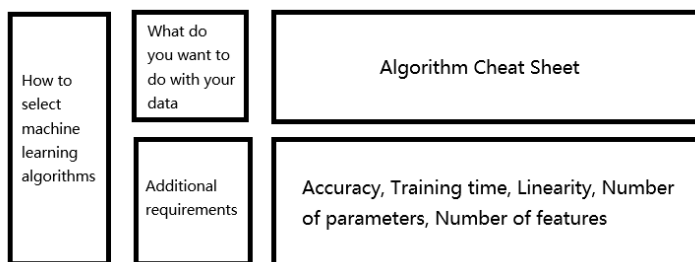 How to
select
machine
learning
algorithms
What do
you want to
do with your
data
Algorithm Cheat Sheet
Additional
requirements
Accuracy, Training time, Linearity, Number
of parameters, Number of features